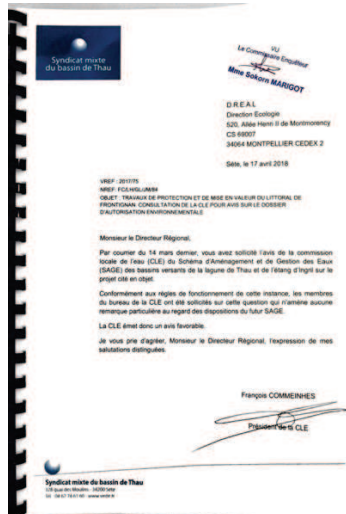 Syndicat mixte
du bassin de Thau
VU
Le Commissaire Enquêteur
Mme Sokorn MARIGOT
D.R.E.A.L
Direction Ecologie
520, Allée Henri II de Montmorency
CS 69007
34064 MONTPELLIER CEDEX 2
Sète, le 17 avril 2018
VREF : 2017/75
OBJET : TRAVAUX DE PROTECTION ET DE MISE EN VALEUR DU LITTORAL DE
FRONTIGNAN. CONSULTATION DE LA CLE POUR AVIS SUR LE DOSSIER
D'AUTORISATION ENVIRONNEMENTALE
Monsieur le Directeur Régional,
Par courrier du 14 mars dernier, vous avez sollicité l'avis de la commission
locale de l'eau (CLE) du Schéma d'Aménagement et de Gestion des Eaux
(SAGE) des bassins versants de la lagune de Thau et de l'étang d'Ingril sur le
projet cité en objet.
Conformément aux règles de fonctionnement de cette instance, les membres
du bureau de la CLE ont été sollicités sur cette question qui n'amène aucune
remarque particulière au regard des dispositions du futur SAGE.
La CLE émet donc un avis favorable.
Je vous prie d'agréer, Monsieur le Directeur Régional, l'expression de mes
salutations distinguées.
François COMMEINHES
Président de la CLE
Syndicat mixte du bassin de Thau